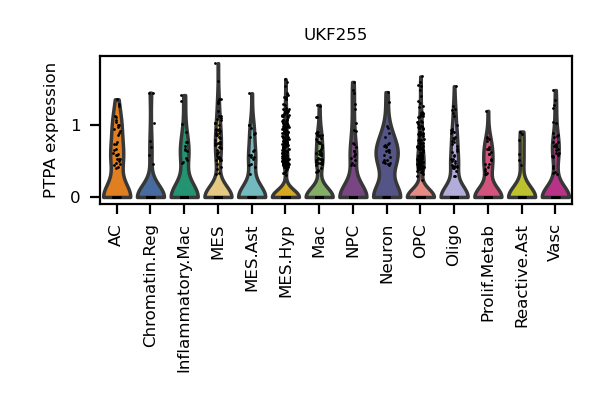 UKF255
PTPA expression
1
0
AC
Chromatin.Reg
Inflammatory.Mac
MES
MES.Ast
MES.Hyp
Mac
NPC
Neuron
OPC
Oligo
Prolif.Metab
Reactive.Ast
Vasc